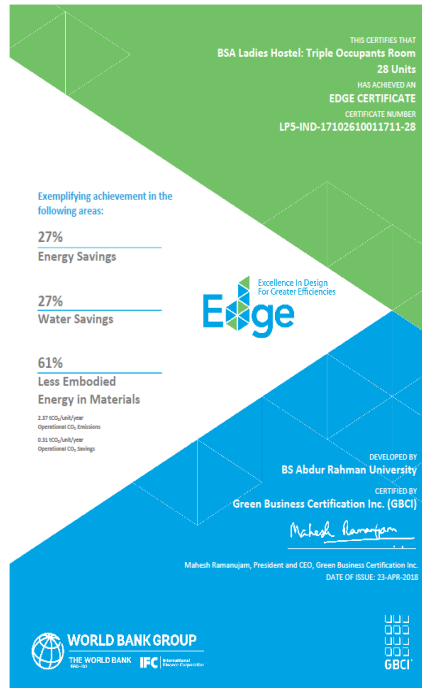 THIS CERTIFIES THAT
BSA Ladies Hostel: Triple Occupants Room
28 Units
HAS ACHIEVED AN
EDGE CERTIFICATE
CERTIFICATE NUMBER
LP5-IND-17102610011711-28
Exemplifying achievement in the
following areas:
27%
Energy Savings
27%
Water Savings
61%
Less Embodied
Energy in Materials
2.37 tCO₂/unit/year
Operational CO₂ Emissions
0.31 tCO₂/unit/year
Operational CO₂ Savings
Excellence In Design
For Greater Efficiencies
Edge
DEVELOPED BY
BS Abdur Rahman University
CERTIFIED BY
Green Business Certification Inc. (GBCI)
Mahesh Ramanujam
Mahesh Ramanujam, President and CEO, Green Business Certification Inc.
DATE OF ISSUE: 23-APR-2018
WORLD BANK GROUP
THE WORLD BANK
IBRD • IDA
IFC International
Finance Corporation
GBCI